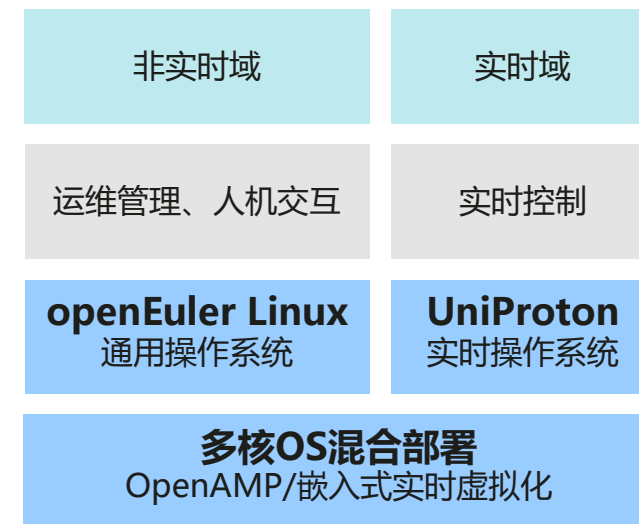 非实时域
实时域
运维管理、人机交互
实时控制
openEuler Linux
通用操作系统
UniProton
实时操作系统
多核OS混合部署
OpenAMP/嵌入式实时虚拟化